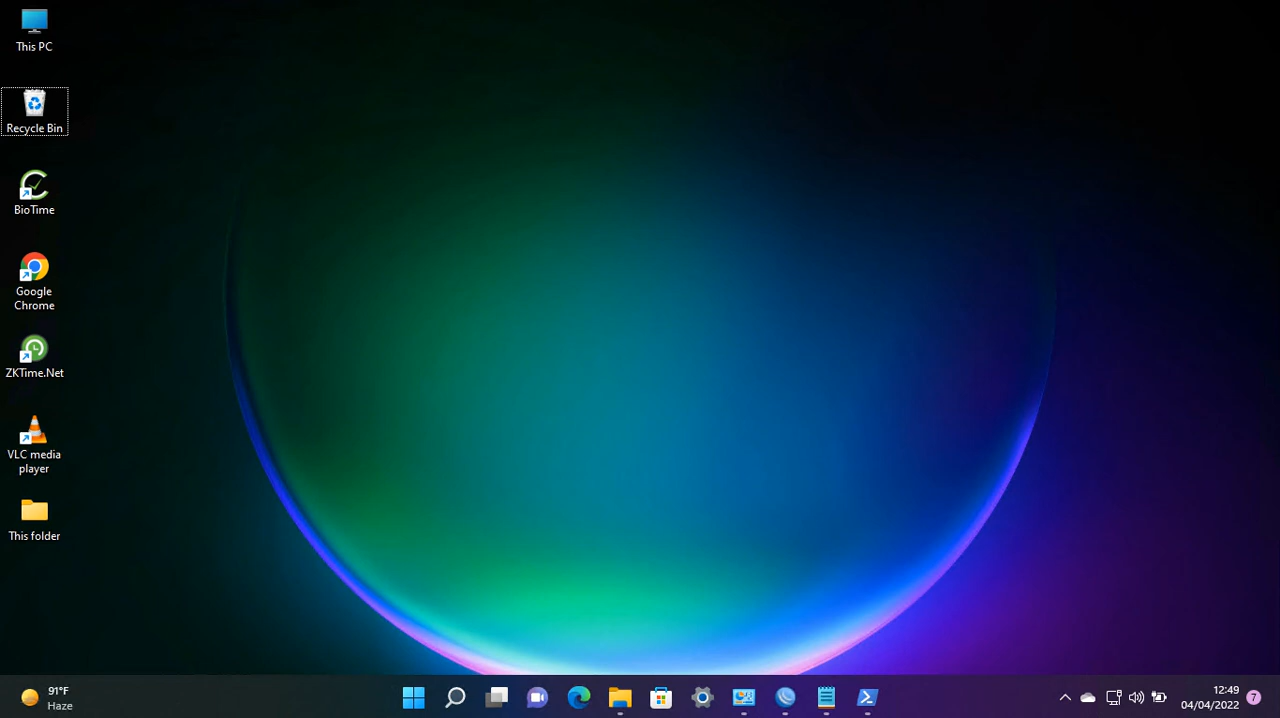 This PC
Recycle Bin
BioTime
Google
Chrome
ZKTime.Net
VLC media
player
This folder
91°F
Haze
12:49
04/04/2022
7